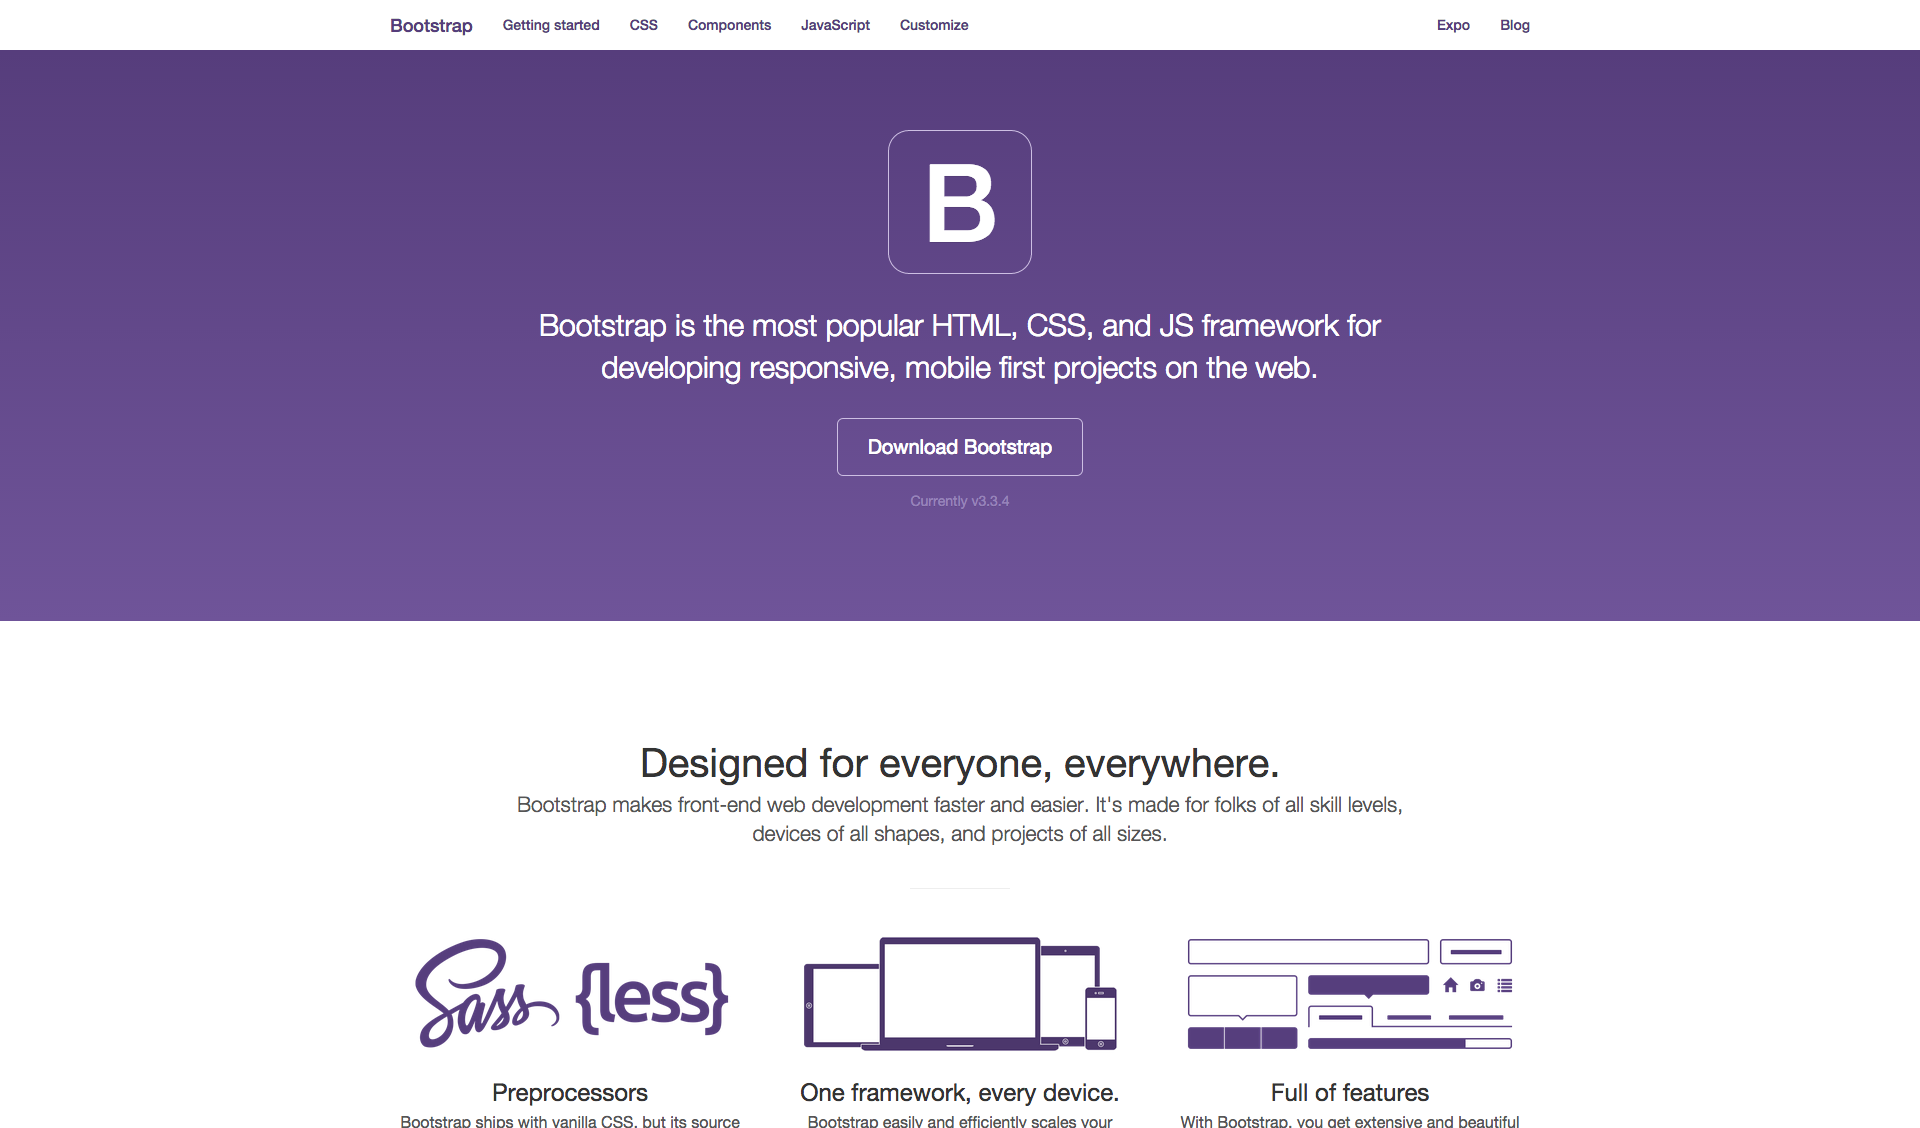 Bootstrap Getting started CSS Components JavaScript Customize Expo Blog
B
Bootstrap is the most popular HTML, CSS, and JS framework for
developing responsive, mobile first projects on the web.
Download Bootstrap
Currently v3.3.4
Designed for everyone, everywhere.
Bootstrap makes front-end web development faster and easier. It's made for folks of all skill levels,
devices of all shapes, and projects of all sizes.
Sass {less}
Preprocessors
Bootstrap ships with vanilla CSS, but its source
One framework, every device.
Bootstrap easily and efficiently scales your
Full of features
With Bootstrap, you get extensive and beautiful